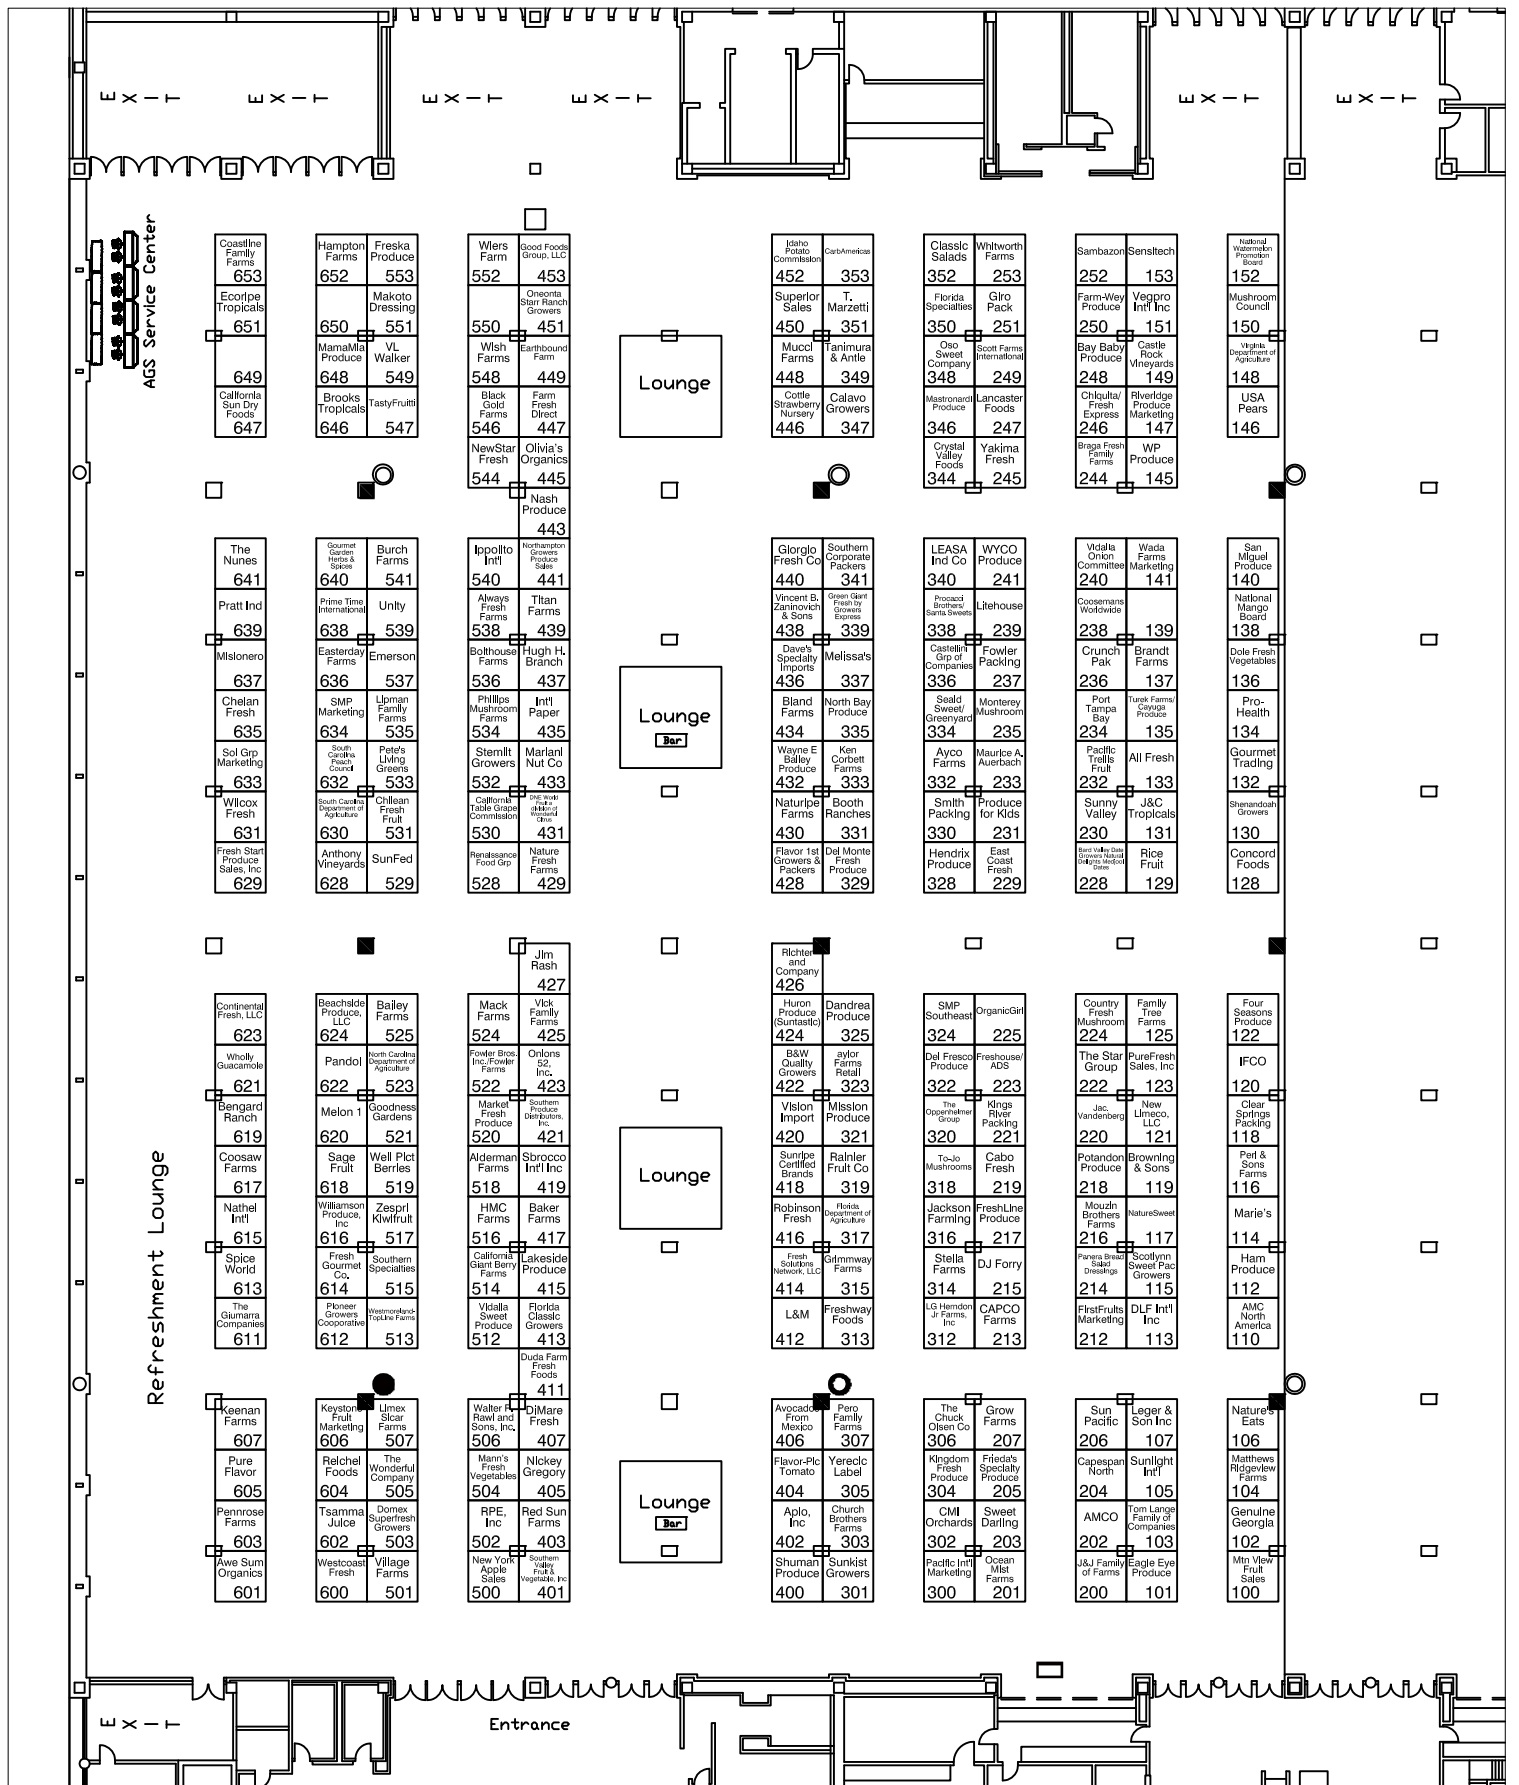 EXIT
EXIT
EXIT
EXIT
EXIT
EXIT
AGS Service Center
Coastline
Family
Farms
653
Hampton
Farms
652
Freska
Produce
553
Wiers
Farm
552
Good Foods
Group, LLC
453
Idaho
Potato
Commission
452
CarbAmericas
353
Classic
Salads
352
Whitworth
Farms
253
Sambazon
252
Sensitech
153
National
Watermelon
Promotion
Board
152
Ecoripe
Tropicals
651
650
Makoto
Dressing
551
550
Oneonta
Starr Ranch
Growers
451
Superior
Sales
450
T.
Marzetti
351
Florida
Specialties
350
Giro
Pack
251
Farm-Wey
Produce
250
Vegpro
Int'l Inc
151
Mushroom
Council
150
649
MamaMia
Produce
648
VL
Walker
549
Wish
Farms
548
Earthbound
Farm
449
Lounge
Mucci
Farms
448
Tanimura
& Antle
349
Oso
Sweet
Company
348
Scott Farms
International
249
Bay Baby
Produce
248
Castle
Rock
Vineyards
149
Virginia
Department of
Agriculture
148
California
Sun Dry
Foods
647
Brooks
Tropicals
646
TastyFruitti
547
Black
Gold
Farms
546
Farm
Fresh
Direct
447
Cottle
Strawberry
Nursery
446
Calavo
Growers
347
Mastronardi
Produce
346
Lancaster
Foods
247
Chiquita/
Fresh
Express
246
Riveridge
Produce
Marketing
147
USA
Pears
146
NewStar
Fresh
544
Olivia's
Organics
445
Crystal
Valley
Foods
344
Yakima
Fresh
245
Braga Fresh
Family
Farms
244
WP
Produce
145
Nash
Produce
443
The
Nunes
641
Gourmet
Garden
Herbs &
Spices
640
Burch
Farms
541
Ippolito
Int'l
540
Northampton
Growers
Produce
Sales
441
Giorgio
Fresh Co
440
Southern
Corporate
Packers
341
LEASA
Ind Co
340
WYCO
Produce
241
Vidalia
Onion
Committee
240
Wada
Farms
Marketing
141
San
Miguel
Produce
140
Pratt Ind
639
Prime Time
International
638
Unity
539
Always
Fresh
Farms
538
Titan
Farms
439
Vincent B.
Zaninovich
& Sons
438
Green Giant
Fresh by
Growers
Express
339
Procacci
Brothers/
Santa Sweets
338
Litehouse
239
Coosemans
Worldwide
238
139
National
Mango
Board
138
Misionero
637
Easterday
Farms
636
Emerson
537
Bolthouse
Farms
536
Hugh H.
Branch
437
Dave's
Specialty
Imports
436
Melissa's
337
Castellini
Grp of
Companies
336
Fowler
Packing
237
Crunch
Pak
236
Brandt
Farms
137
Dole Fresh
Vegetables
136
Chelan
Fresh
635
SMP
Marketing
634
Lipman
Family
Farms
535
Phillips
Mushroom
Farms
534
Int'l
Paper
435
Lounge
Bar
Bland
Farms
434
North Bay
Produce
335
Seald
Sweet/
Greenyard
334
Monterey
Mushroom
235
Port
Tampa
Bay
234
Turek Farms/
Cayuga
Produce
135
Pro-
Health
134
Sol Grp
Marketing
633
South
Carolina
Peach
Council
632
Pete's
Living
Greens
533
Stemilt
Growers
532
Mariani
Nut Co
433
Wayne E
Bailey
Produce
432
Ken
Corbett
Farms
333
Ayco
Farms
332
Maurice A.
Auerbach
233
Pacific
Trellis
Fruit
232
All Fresh
133
Gourmet
Trading
132
Wilcox
Fresh
631
South Carolina
Department of
Agriculture
630
Chilean
Fresh
Fruit
531
California
Table Grape
Commission
530
DNE World
Fruit a
division of
Wonderful
Citrus
431
Naturipe
Farms
430
Booth
Ranches
331
Smith
Packing
330
Produce
for Kids
231
Sunny
Valley
230
J&C
Tropicals
131
Shenandoah
Growers
130
Fresh Start
Produce
Sales, Inc
629
Anthony
Vineyards
628
SunFed
529
Renaissance
Food Grp
528
Nature
Fresh
Farms
429
Flavor 1st
Growers &
Packers
428
Del Monte
Fresh
Produce
329
Hendrix
Produce
328
East
Coast
Fresh
229
Bard Valley Date
Growers Natural
Delights Medjool
Dates
228
Rice
Fruit
129
Concord
Foods
128
Jim
Rash
427
Richter
and
Company
426
Continental
Fresh, LLC
623
Beachside
Produce,
LLC
624
Bailey
Farms
525
Mack
Farms
524
Vick
Family
Farms
425
Huron
Produce
(Suntastic)
424
Dandrea
Produce
325
SMP
Southeast
324
OrganicGirl
225
Country
Fresh
Mushroom
224
Family
Tree
Farms
125
Four
Seasons
Produce
122
Wholly
Guacamole
621
Pandol
622
North Carolina
Department of
Agriculture
523
Fowler Bros.
Inc./Fowler
Farms
522
Onions
52,
Inc.
423
B&W
Quality
Growers
422
aylor
Farms
Retail
323
Del Fresco
Produce
322
Freshouse/
ADS
223
The Star
Group
222
PureFresh
Sales, Inc
123
IFCO
120
Bengard
Ranch
619
Melon 1
620
Goodness
Gardens
521
Market
Fresh
Produce
520
Southern
Produce
Distributors,
Inc.
421
Vision
Import
420
Mission
Produce
321
The
Oppenheimer
Group
320
Kings
River
Packing
221
Jac.
Vandenberg
220
New
Limeco,
LLC
121
Clear
Springs
Packing
118
Refreshment Lounge
Coosaw
Farms
617
Sage
Fruit
618
Well Pict
Berries
519
Alderman
Farms
518
Sbrocco
Int'l Inc
419
Lounge
Sunripe
Certified
Brands
418
Rainier
Fruit Co
319
To-Jo
Mushrooms
318
Cabo
Fresh
219
Potandon
Produce
218
Browning
& Sons
119
Perl &
Sons
Farms
116
Nathel
Int'l
615
Williamson
Produce,
Inc
616
Zespri
Kiwifruit
517
HMC
Farms
516
Baker
Farms
417
Robinson
Fresh
416
Florida
Department of
Agriculture
317
Jackson
Farming
316
FreshLine
Produce
217
Mouzin
Brothers
Farms
216
NatureSweet
117
Marie's
114
Spice
World
613
Fresh
Gourmet
Co.
614
Southern
Specialties
515
California
Giant Berry
Farms
514
Lakeside
Produce
415
Fresh
Solutions
Network, LLC
414
Grimmway
Farms
315
Stella
Farms
314
DJ Forry
215
Panera Bread
Salad
Dressings
214
Scotlynn
Sweet Pac
Growers
115
Ham
Produce
112
The
Giumarra
Companies
611
Pioneer
Growers
Cooporative
612
Westmoreland-
TopLine Farms
513
Vidalia
Sweet
Produce
512
Florida
Classic
Growers
413
L&M
412
Freshway
Foods
313
LG Herndon
Jr Farms,
Inc
312
CAPCO
Farms
213
FirstFruits
Marketing
212
DLF Int'l
Inc
113
AMC
North
America
110
Duda Farm
Fresh
Foods
411
Keenan
Farms
607
Keystone
Fruit
Marketing
606
Limex
Sicar
Farms
507
Walter P.
Rawl and
Sons, Inc.
506
DiMare
Fresh
407
Avocados
From
Mexico
406
Pero
Family
Farms
307
The
Chuck
Olsen Co
306
Grow
Farms
207
Sun
Pacific
206
Leger &
Son Inc
107
Nature's
Eats
106
Pure
Flavor
605
Reichel
Foods
604
The
Wonderful
Company
505
Mann's
Fresh
Vegetables
504
Nickey
Gregory
405
Flavor-Pic
Tomato
404
Yerecic
Label
305
Kingdom
Fresh
Produce
304
Frieda's
Specialty
Produce
205
Capespan
North
204
Sunlight
Int'l
105
Matthews
Ridgeview
Farms
104
Pennrose
Farms
603
Tsamma
Juice
602
Domex
Superfresh
Growers
503
RPE,
Inc
502
Red Sun
Farms
403
Lounge
Bar
Apio,
Inc
402
Church
Brothers
Farms
303
CMI
Orchards
302
Sweet
Darling
203
AMCO
202
Tom Lange
Family of
Companies
103
Genuine
Georgia
102
Awe Sum
Organics
601
Westcoast
Fresh
600
Village
Farms
501
New York
Apple
Sales
500
Southern
Valley
Fruit &
Vegetable, Inc
401
Shuman
Produce
400
Sunkist
Growers
301
Pacific Int'l
Marketing
300
Ocean
Mist
Farms
201
J&J Family
of Farms
200
Eagle Eye
Produce
101
Mtn View
Fruit
Sales
100
EXIT
Entrance